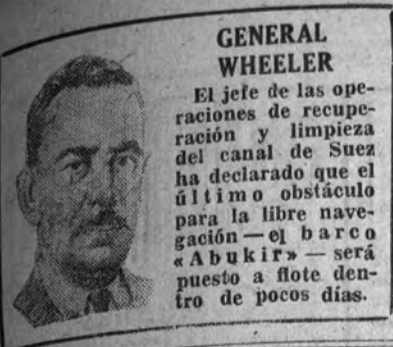 GENERAL
WHEELER
El jefe de las ope-
raciones de recupe-
ración y limpieza
del canal de Suez
ha declarado que el
último obstáculo
para la libre nave-
gación — el barco
«Abukir» — será
puesto a flote den-
tro de pocos días.